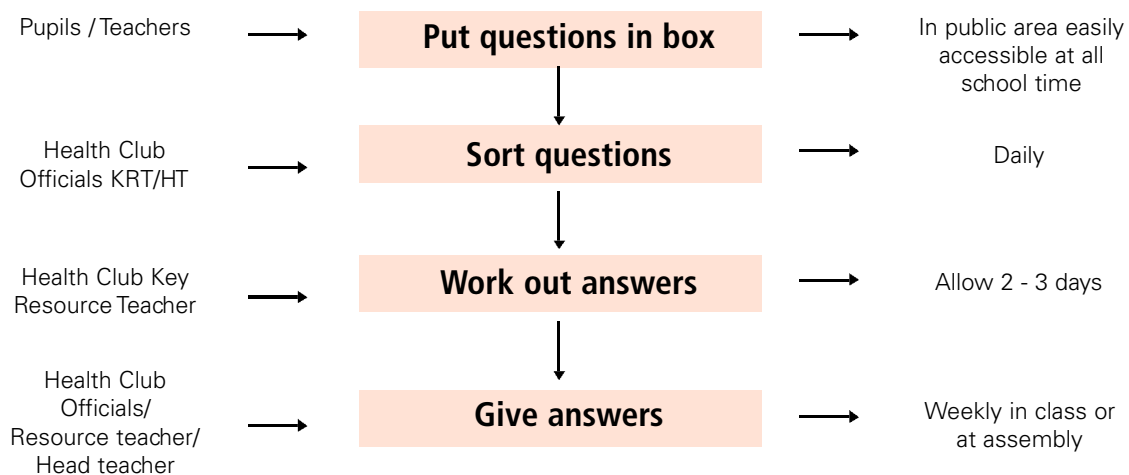 Pupils / Teachers
Put questions in box
In public area easily
accessible at all
school time
Health Club
Officials KRT/HT
Sort questions
Daily
Health Club Key
Resource Teacher
Work out answers
Allow 2 - 3 days
Health Club
Officials/
Resource teacher/
Head teacher
Give answers
Weekly in class or
at assembly